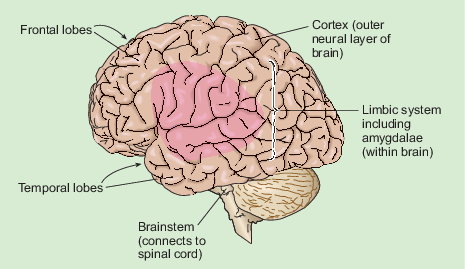 Frontal lobes
Cortex (outer
neural layer of
brain)
Limbic system
including
amygdalae
(within brain)
Temporal lobes
Brainstem
(connects to
spinal cord)